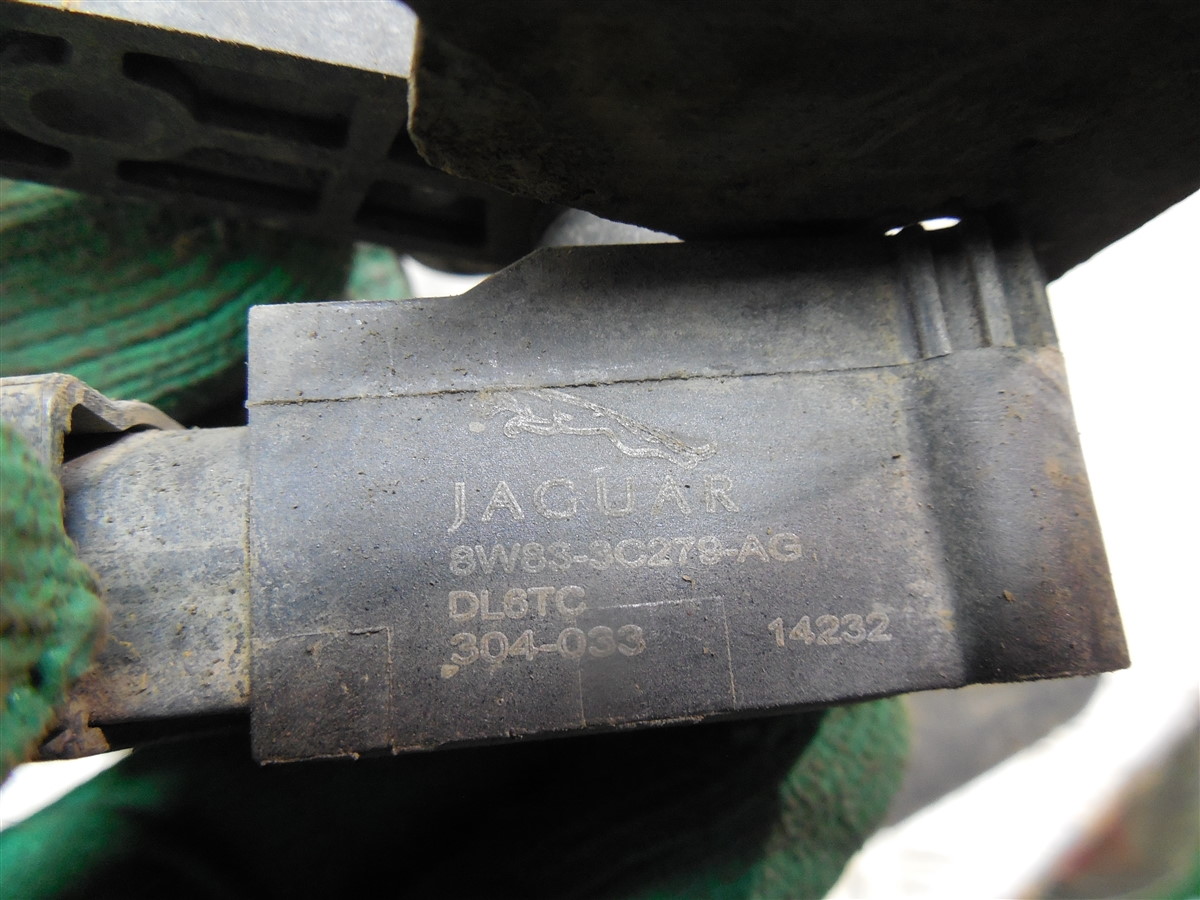 JAGUAR
8W83-3C279-AG
DL6TC
304-033 14232